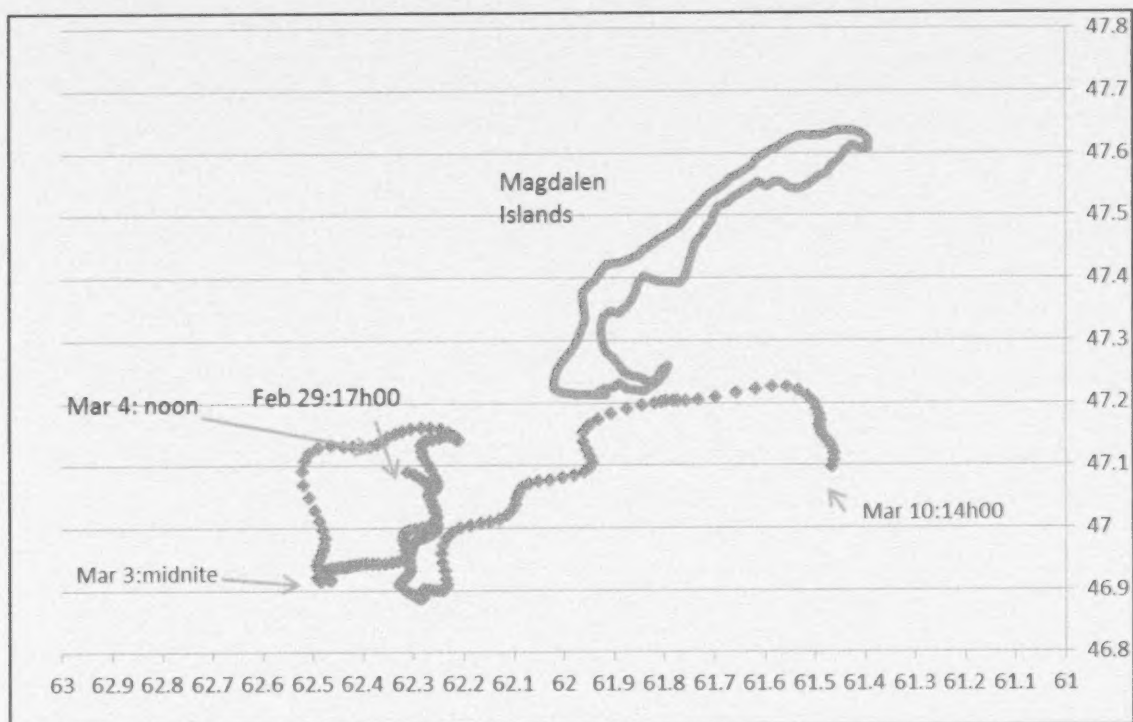 47.8
47.7
47.6
Magdalen
Islands
47.5
47.4
47.3
Mar 4: noon
Feb 29:17h00
47.2
47.1
Mar 10:14h00
47
Mar 3:midnite
46.9
46.8
63 62.9 62.8 62.7 62.6 62.5 62.4 62.3 62.2 62.1 62 61.9 61.8 61.7 61.6 61.5 61.4 61.3 61.2 61.1 61